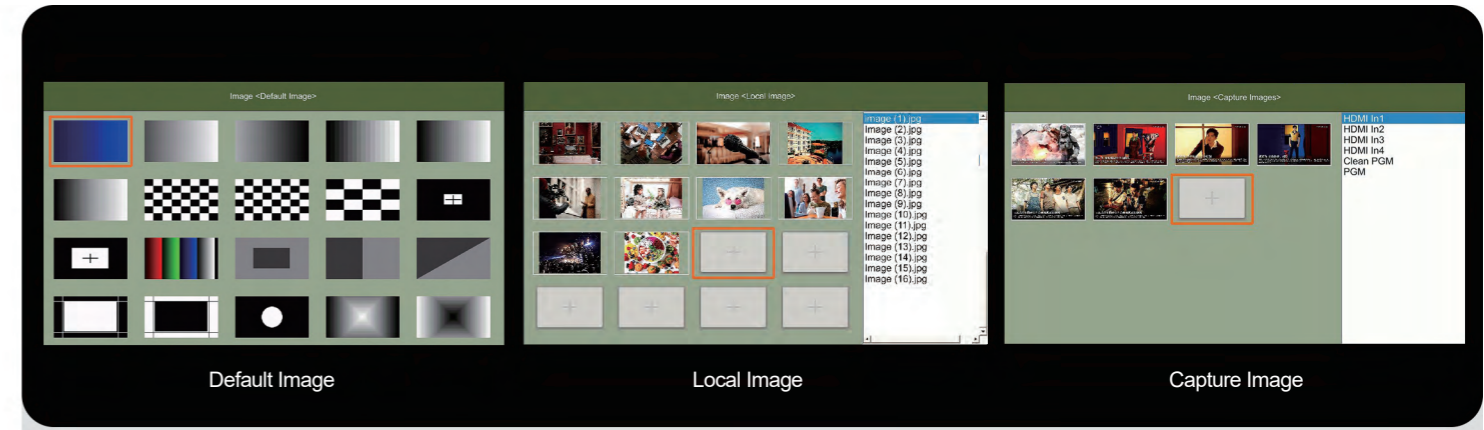 Image <Default Image>
Image <Local Image>
Image <Capture Images>
image (1).jpg
Image (2).jpg
Image (3).jpg
Image (4).jpg
Image (5).jpg
Image (6).jpg
Image (7).jpg
Image (8).jpg
Image (9).jpg
Image (10).jpg
Image (11).jpg
Image (12).jpg
Image (13).jpg
Image (14).jpg
Image (15).jpg
Image (16).jpg
HDMI In1
HDMI In2
HDMI In3
HDMI In4
Clean PGM
PGM
Default Image
Local Image
Capture Image